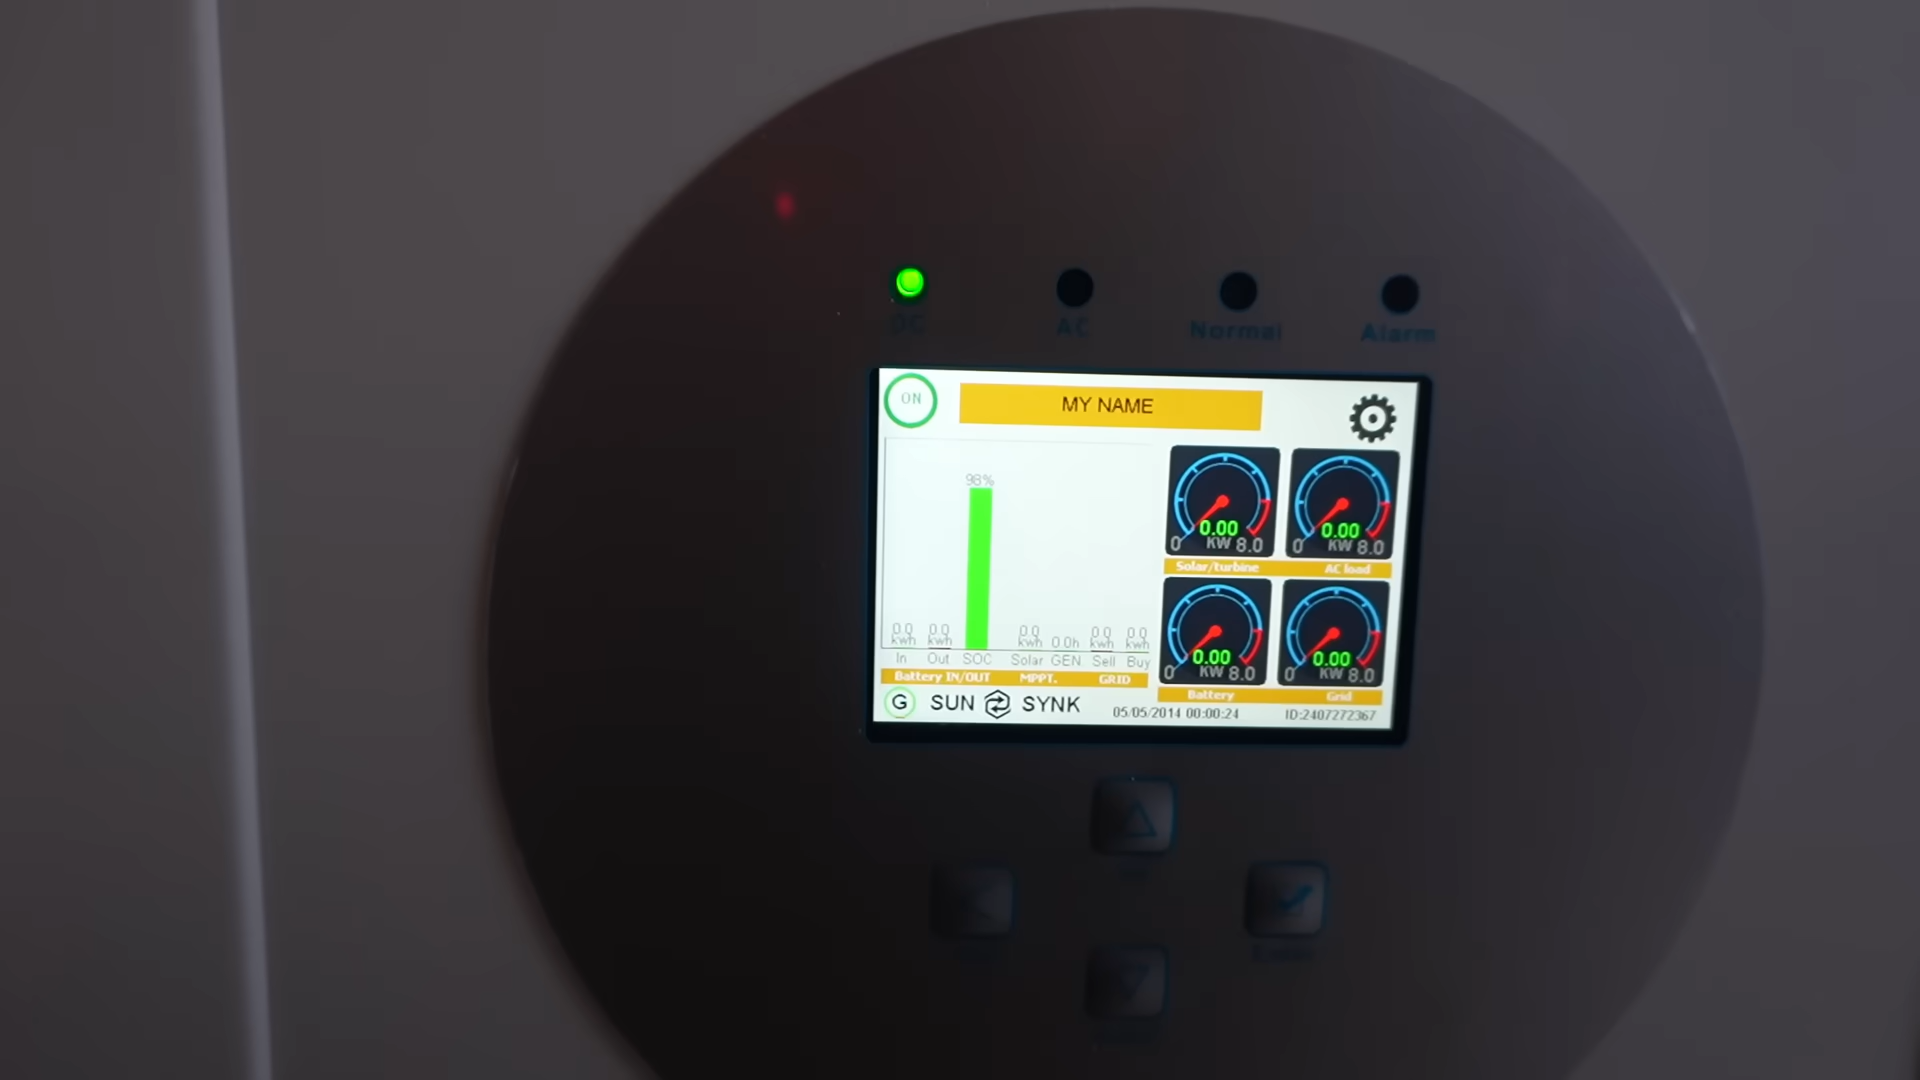 DC AC Normal Alarm
ON MY NAME
98%
0.00 0.00
0 KW 8.0 0 KW 8.0
Solar/turbine AC load
0.0 kwh 0.0 kwh 0.0 kwh 0.0h 0.0 kwh 0.0 kwh
In Out SOC Solar GEN Sell Buy
0.00 0.00
0 KW 8.0 0 KW 8.0
Battery IN/OUT MPPT. GRID
Battery Grid
G SUN SYNK 05/05/2014 00:00:24 ID:2407272367